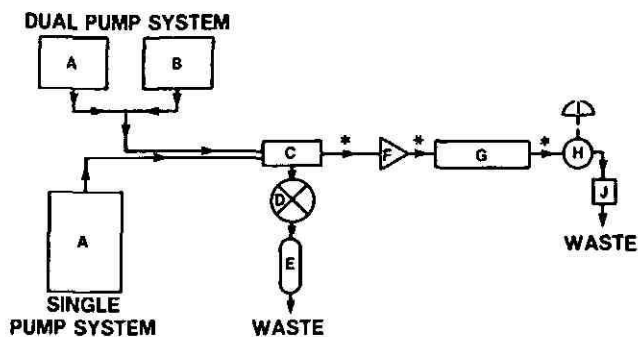 DUAL PUMP SYSTEM
A B
* * *
C F G H
D
J
A
E
WASTE
SINGLE
PUMP SYSTEM
WASTE